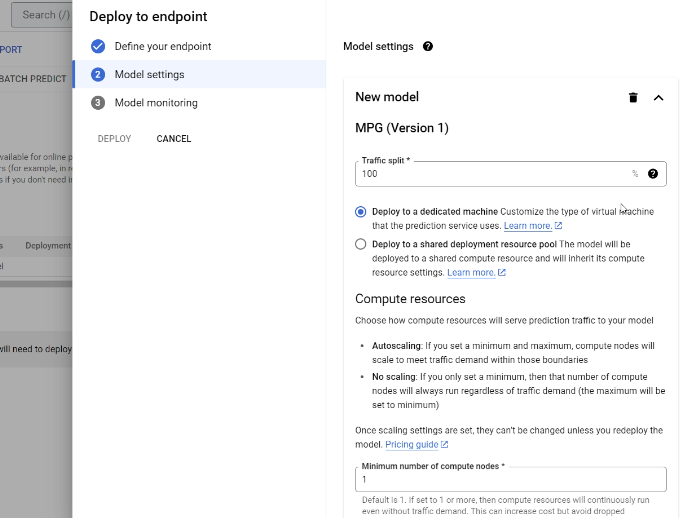 Search (/)
PORT
BATCH PREDICT
vailable for online p
rs (for example, in r
s if you don't need i
s Deployment
el
will need to deploy
Deploy to endpoint
Define your endpoint
2 Model settings
3 Model monitoring
DEPLOY CANCEL
Model settings ?
New model
MPG (Version 1)
Traffic split *
100 % ?
Deploy to a dedicated machine Customize the type of virtual machine
that the prediction service uses. Learn more.
Deploy to a shared deployment resource pool The model will be
deployed to a shared compute resource and will inherit its compute
resource settings. Learn more.
Compute resources
Choose how compute resources will serve prediction traffic to your model
• Autoscaling: If you set a minimum and maximum, compute nodes will
scale to meet traffic demand within those boundaries
• No scaling: If you only set a minimum, then that number of compute
nodes will always run regardless of traffic demand (the maximum will be
set to minimum)
Once scaling settings are set, they can't be changed unless you redeploy the
model. Pricing guide
Minimum number of compute nodes *
1
Default is 1. If set to 1 or more, then compute resources will continuously run
even without traffic demand. This can increase cost but avoid dropped